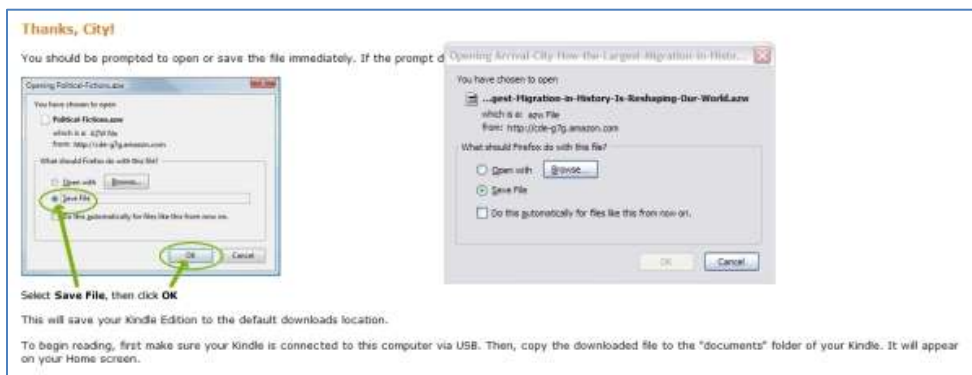 Thanks, City!
You should be prompted to open or save the file immediately. If the prompt d
Opening Political-Fictions.azw
You have chosen to open
Political-Fictions.azw
which is a: AZW File
from: http://cde-g7g.amazon.com
What should Firefox do with this file?
Open with Browse...
Save File
Do this automatically for files like this from now on.
OK Cancel
Opening Arrival-City-How-the-Largest-Migration-in-Histo...
You have chosen to open
...gest-Migration-in-History-Is-Reshaping-Our-World.azw
which is a: azw File
from: http://cde-g7g.amazon.com
What should Firefox do with this file?
Open with Browse...
Save File
Do this automatically for files like this from now on.
OK Cancel
Select Save File, then click OK
This will save your Kindle Edition to the default downloads location.
To begin reading, first make sure your Kindle is connected to this computer via USB. Then, copy the downloaded file to the "documents" folder of your Kindle. It will appear
on your Home screen.